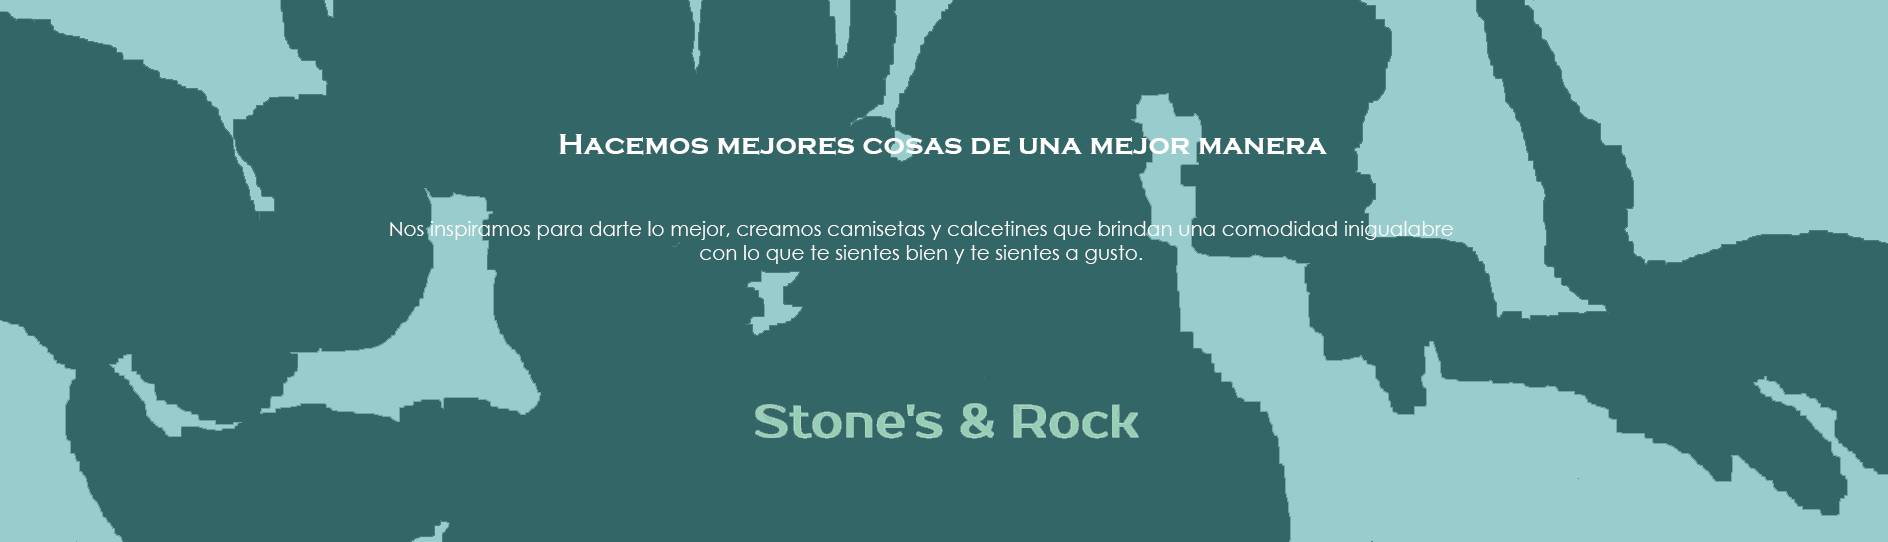 Hacemos mejores cosas de una mejor manera
Nos inspiramos para darte lo mejor, creamos camisetas y calcetines que brindan una comodidad inigualabre
con lo que te sientes bien y te sientes a gusto.
Stone's & Rock